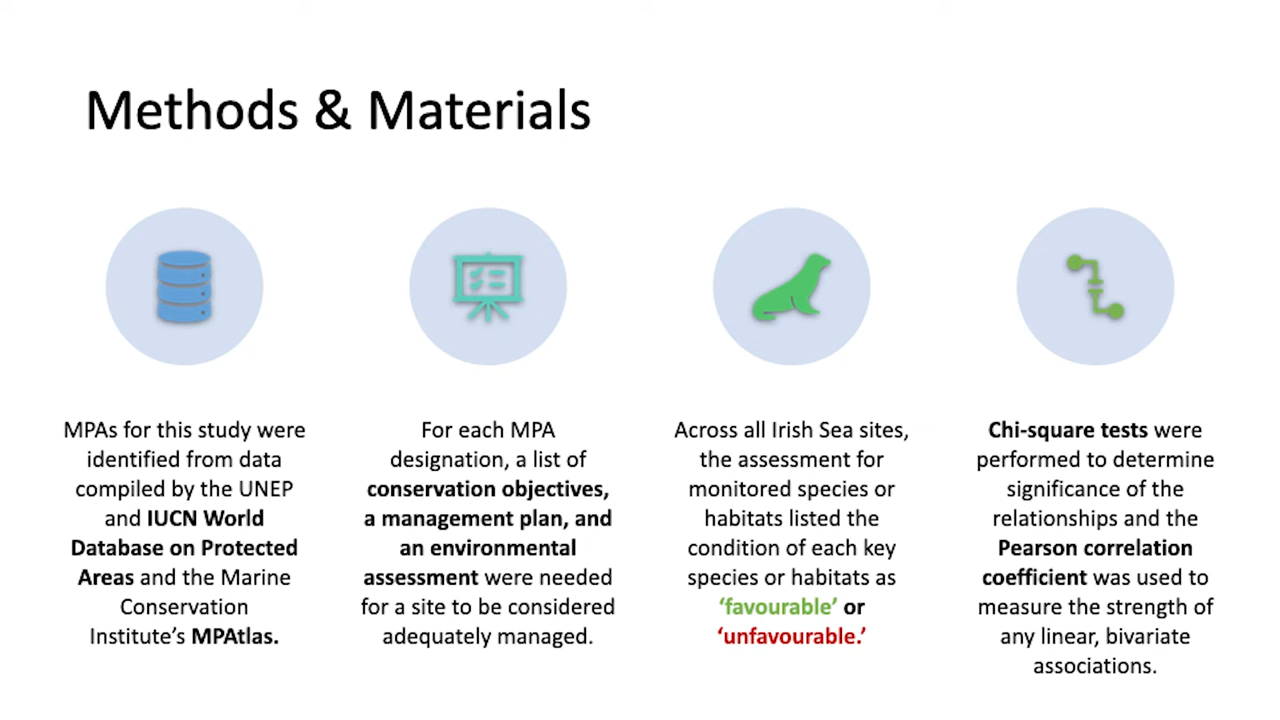 Methods & Materials
MPAs for this study were
identified from data
compiled by the UNEP
and IUCN World
Database on Protected
Areas and the Marine
Conservation
Institute's MPAtlas.
For each MPA
designation, a list of
conservation objectives,
a management plan, and
an environmental
assessment were needed
for a site to be considered
adequately managed.
Across all Irish Sea sites,
the assessment for
monitored species or
habitats listed the
condition of each key
species or habitats as
‘favourable’ or
‘unfavourable.’
Chi-square tests were
performed to determine
significance of the
relationships and the
Pearson correlation
coefficient was used to
measure the strength of
any linear, bivariate
associations.